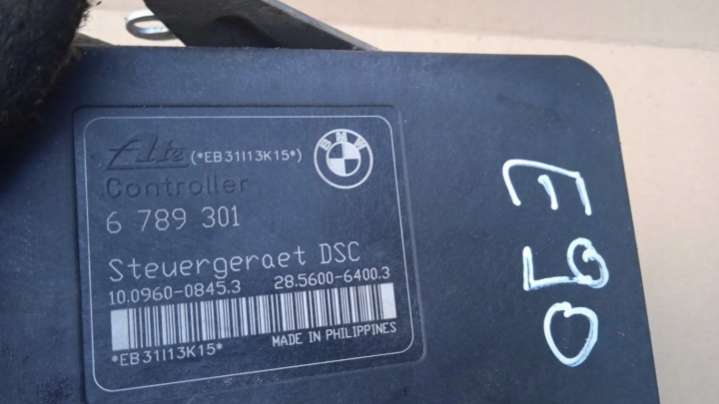 Ate (*EB31I13K15*)
BMW
Controller
6 789 301
Steuergeraet DSC
10.0960-0845.3 28.5600-6400.3
*EB31I13K15*
MADE IN PHILIPPINES
E90